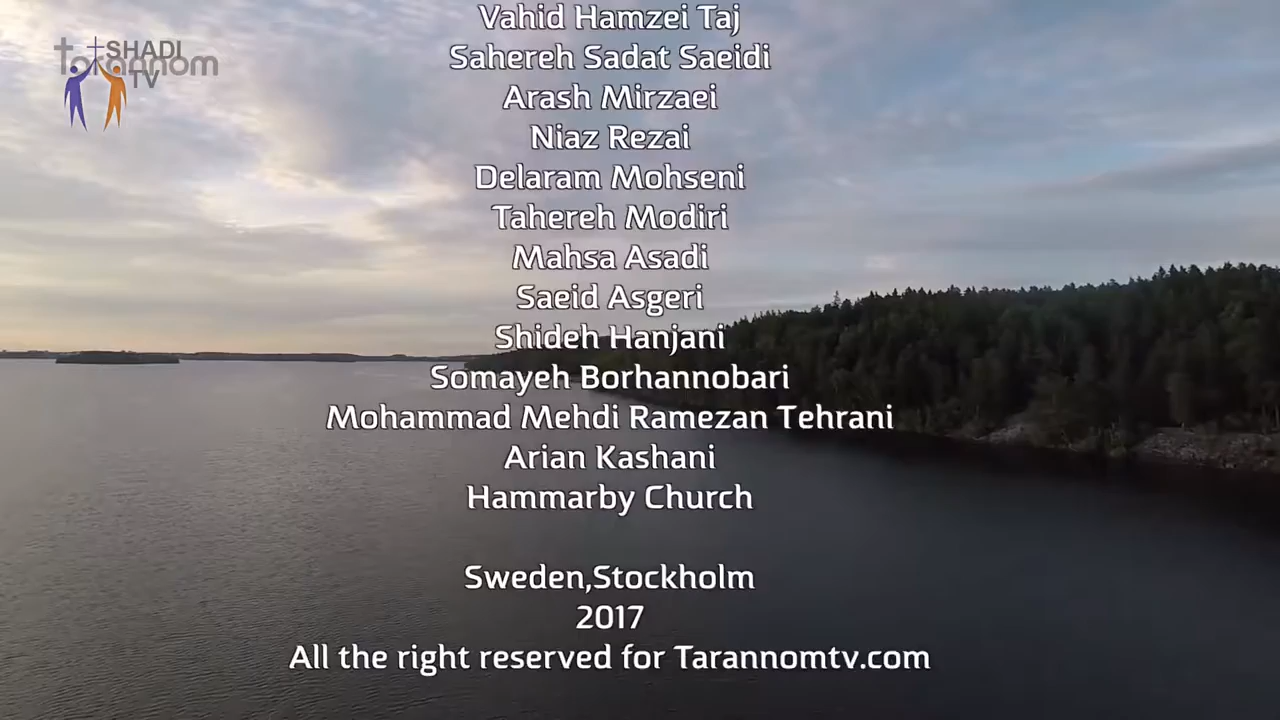 SHADI
TV
tarannom
Vahid Hamzei Taj
Sahereh Sadat Saeidi
Arash Mirzaei
Niaz Rezai
Delaram Mohseni
Tahereh Modiri
Mahsa Asadi
Saeid Asgeri
Shideh Hanjani
Somayeh Borhannobari
Mohammad Mehdi Ramezan Tehrani
Arian Kashani
Hammarby Church
Sweden,Stockholm
2017
All the right reserved for Tarannomtv.com